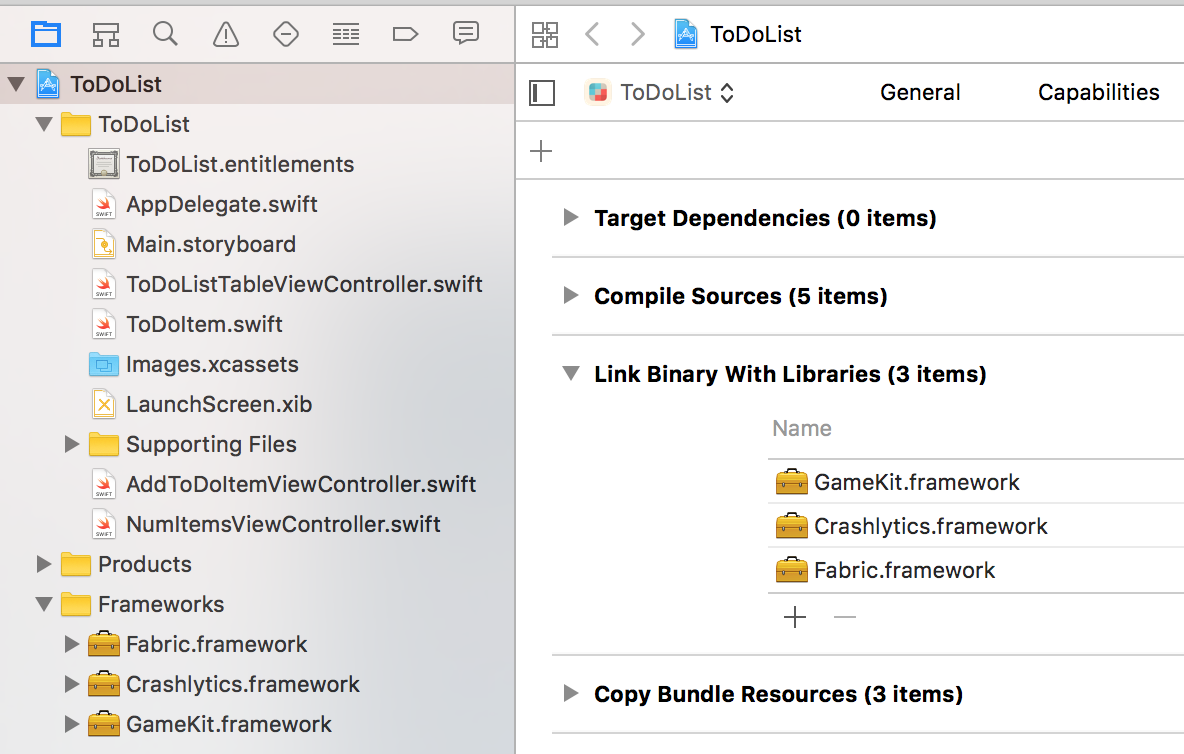 ToDoList
ToDoList
ToDoList.entitlements
AppDelegate.swift
Main.storyboard
ToDoListTableViewController.swift
ToDoItem.swift
Images.xcassets
LaunchScreen.xib
Supporting Files
AddToDoItemViewController.swift
NumItemsViewController.swift
Products
Frameworks
Fabric.framework
Crashlytics.framework
GameKit.framework
ToDoList
ToDoList General Capabilities
Target Dependencies (0 items)
Compile Sources (5 items)
Link Binary With Libraries (3 items)
Name
GameKit.framework
Crashlytics.framework
Fabric.framework
Copy Bundle Resources (3 items)